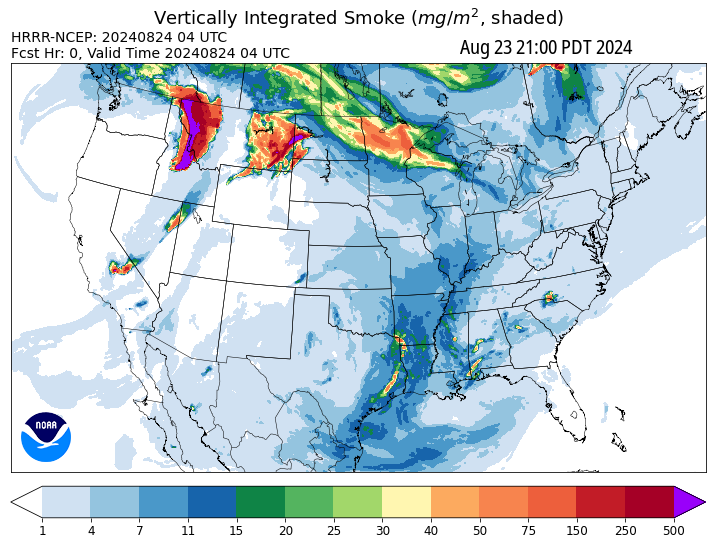 Vertically Integrated Smoke (mg/m², shaded)
HRRR-NCEP: 20240824 04 UTC
Fcst Hr: 0, Valid Time 20240824 04 UTC
Aug 23 21:00 PDT 2024
NOAA
1 4 7 11 15 20 25 30 40 50 75 150 250 500